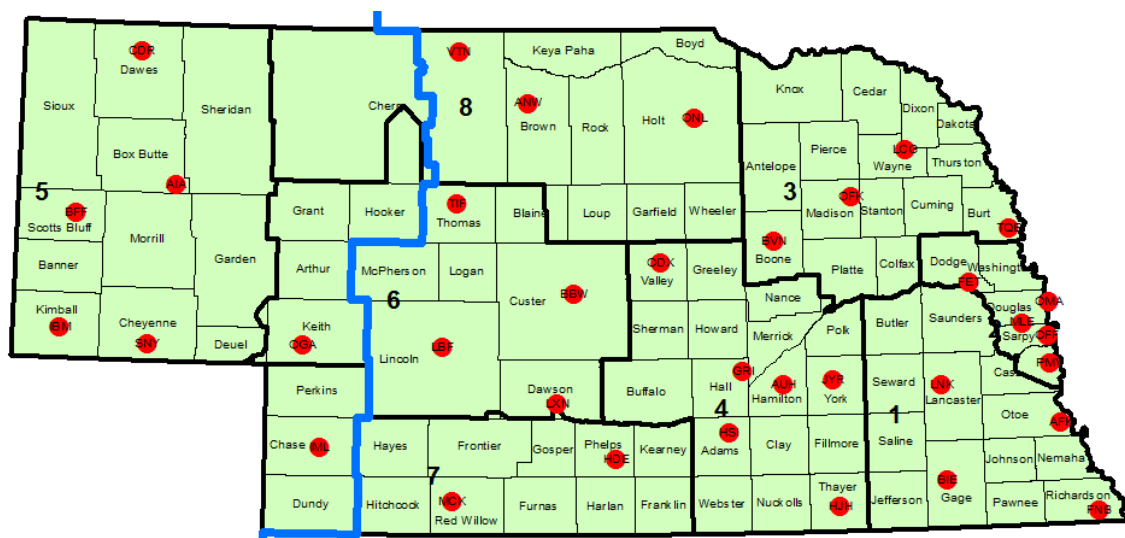 CDR
Dawes
Sioux
Sheridan
Cherr
VTN
Keya Paha
Boyd
8
ANW
Brown
Rock
Holt
ONL
Knox
Cedar
Dixon
Dakota
Box Butte
AIA
Antelope
Pierce
LCG
Wayne
Thurston
5
BFF
Scotts Bluff
Morrill
Garden
Grant
Hooker
TIF
Thomas
Blaine
Loup
Garfield
Wheeler
3
OFK
Madison
Stanton
Cuming
Burt
TQE
Banner
Arthur
McPherson
Logan
Custer
BBW
ODX
Valley
Greeley
BVN
Boone
Platte
Colfax
Dodge
Washington
FET
Kimball
IBM
Cheyenne
SNY
Deuel
Keith
OGA
6
Lincoln
LBF
Sherman
Howard
Nance
Merrick
Polk
Butler
Saunders
Douglas
OMA
MLE
2
Sarpy
OFF
Cass
PMV
Perkins
Dawson
LXN
Buffalo
Hall
GRI
AUH
Hamilton
JYR
York
Seward
LNK
Lancaster
Otoe
AFK
4
1
Chase
IML
Hayes
Frontier
Gosper
Phelps
HDE
Kearney
HSI
Adams
Clay
Fillmore
Saline
Johnson
Nemaha
7
Dundy
Hitchcock
MCK
Red Willow
Furnas
Harlan
Franklin
Webster
Nuckolls
Thayer
HJH
Jefferson
BIE
Gage
Pawnee
Richardson
FNB